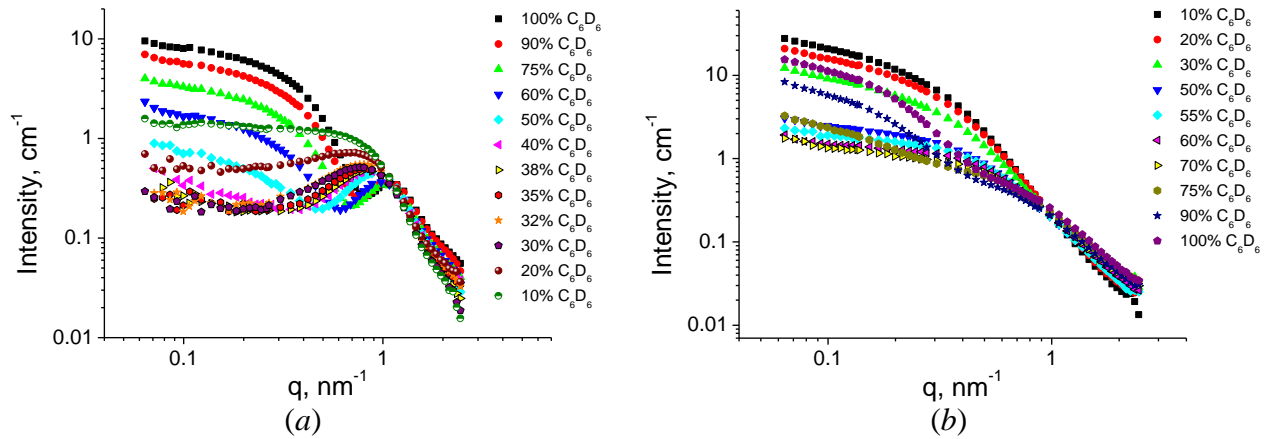 Intensity, cm⁻¹
10
1
0.1
0.01
0.1
1
q, nm⁻¹
100% C₆D₆
90% C₆D₆
75% C₆D₆
60% C₆D₆
50% C₆D₆
40% C₆D₆
38% C₆D₆
35% C₆D₆
32% C₆D₆
30% C₆D₆
20% C₆D₆
10% C₆D₆
(a)
Intensity, cm⁻¹
10
1
0.1
0.01
0.1
1
q, nm⁻¹
10% C₆D₆
20% C₆D₆
30% C₆D₆
50% C₆D₆
55% C₆D₆
60% C₆D₆
70% C₆D₆
75% C₆D₆
90% C₆D₆
100% C₆D₆
(b)